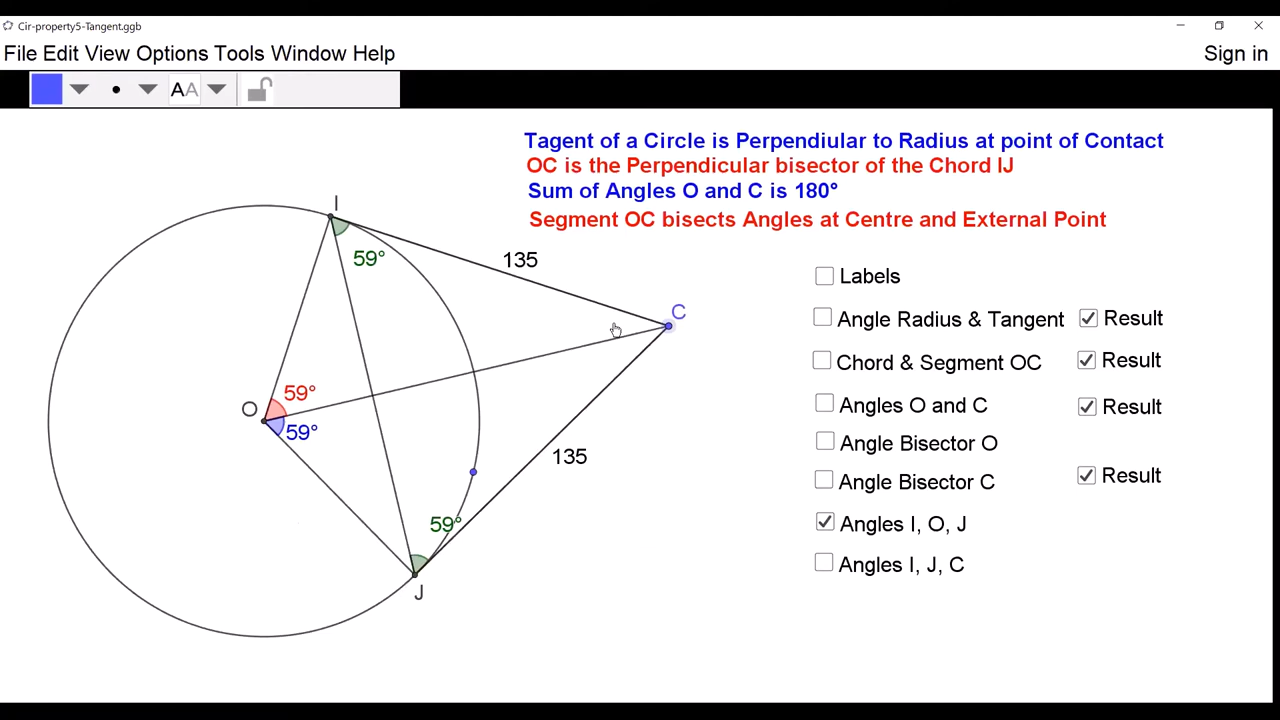 Cir-property5-Tangent.ggb
File Edit View Options Tools Window Help
Sign in
AA
Tagent of a Circle is Perpendiular to Radius at point of Contact
OC is the Perpendicular bisector of the Chord IJ
Sum of Angles O and C is 180°
Segment OC bisects Angles at Centre and External Point
I
59°
135
C
O
59°
59°
135
59°
J
Labels
Angle Radius & Tangent
Result
Chord & Segment OC
Result
Angles O and C
Result
Angle Bisector O
Angle Bisector C
Result
Angles I, O, J
Angles I, J, C